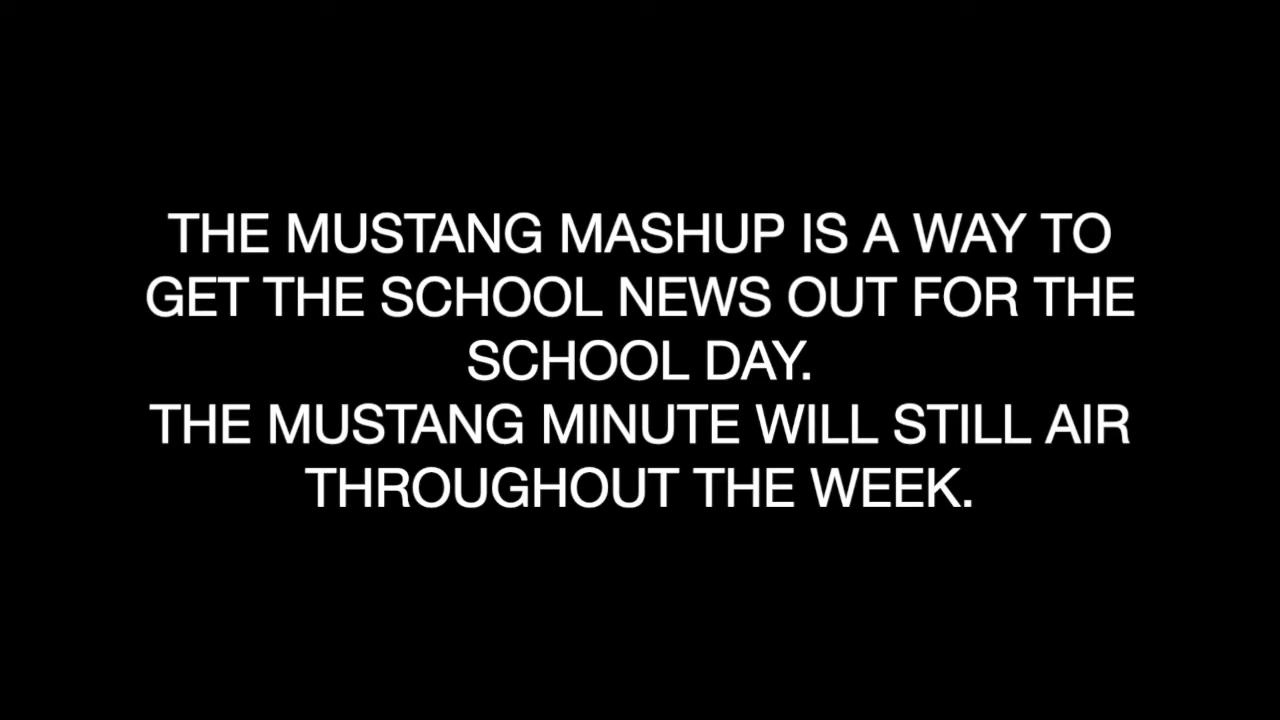 THE MUSTANG MASHUP IS A WAY TO
GET THE SCHOOL NEWS OUT FOR THE
SCHOOL DAY.
THE MUSTANG MINUTE WILL STILL AIR
THROUGHOUT THE WEEK.